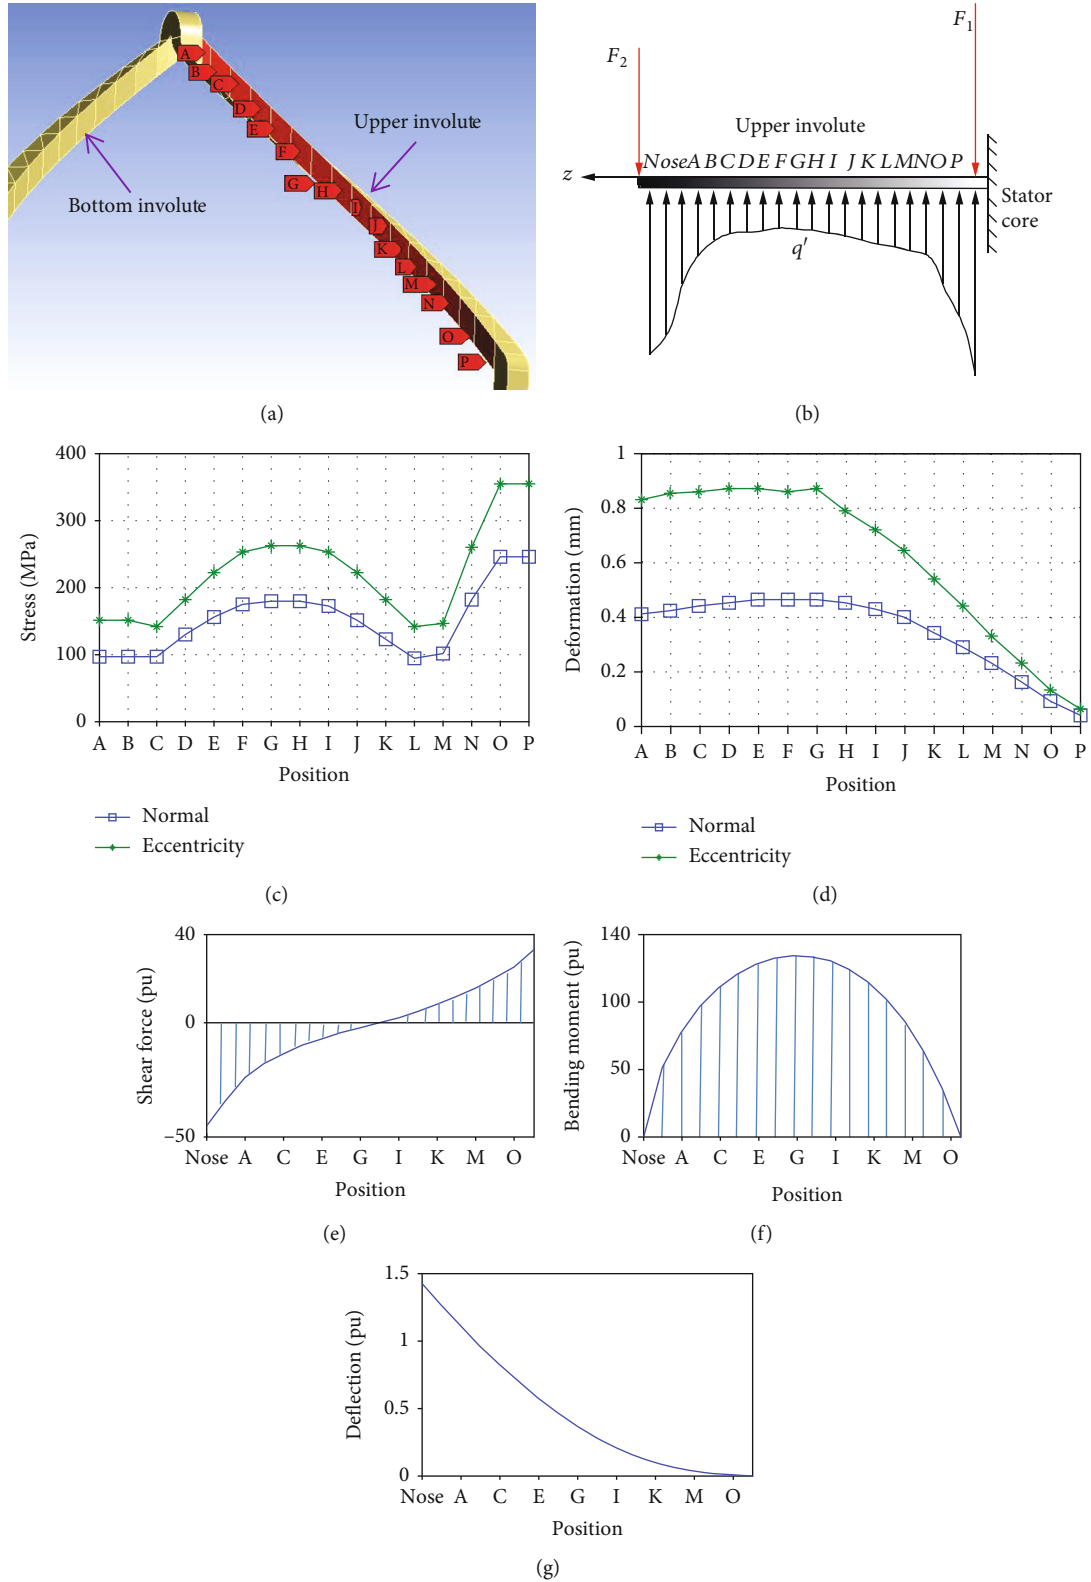 A
B
C
D
E
F
G
H
I
J
K
L
M
N
O
P
Upper involute
Bottom involute
(a)
F1
F2
Upper involute
NoseA B C D E F G H I J K L M N O P
z
Stator
core
q′
(b)
400
300
200
100
0
Stress (MPa)
A B C D E F G H I J K L M N O P
Position
Normal
Eccentricity
(c)
1
0.8
0.6
0.4
0.2
0
Deformation (mm)
A B C D E F G H I J K L M N O P
Position
Normal
Eccentricity
(d)
40
0
−50
Shear force (pu)
Nose A C E G I K M O
Position
(e)
140
100
50
0
Bending moment (pu)
Nose A C E G I K M O
Position
(f)
1.5
1
0.5
0
Deflection (pu)
Nose A C E G I K M O
Position
(g)